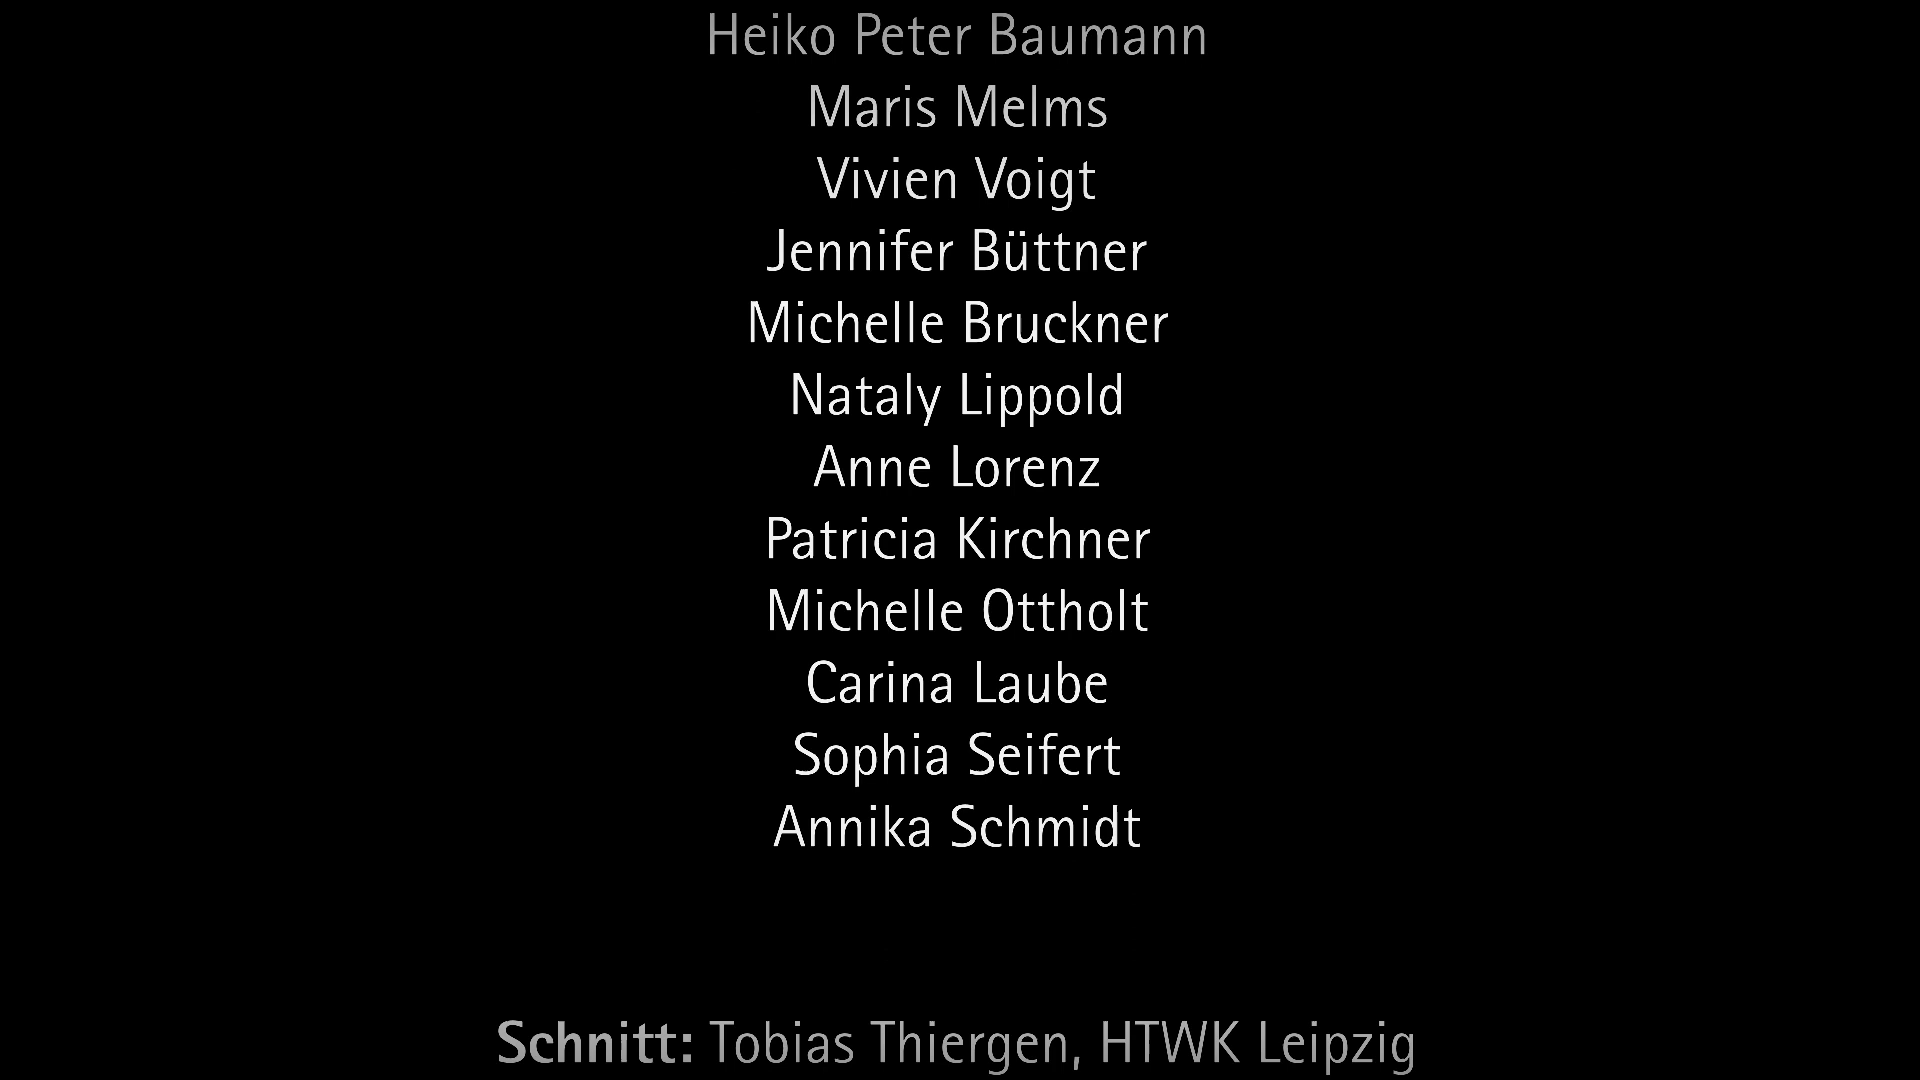 Heiko Peter Baumann
Maris Melms
Vivien Voigt
Jennifer Büttner
Michelle Bruckner
Nataly Lippold
Anne Lorenz
Patricia Kirchner
Michelle Ottholt
Carina Laube
Sophia Seifert
Annika Schmidt
Schnitt: Tobias Thiergen, HTWK Leipzig